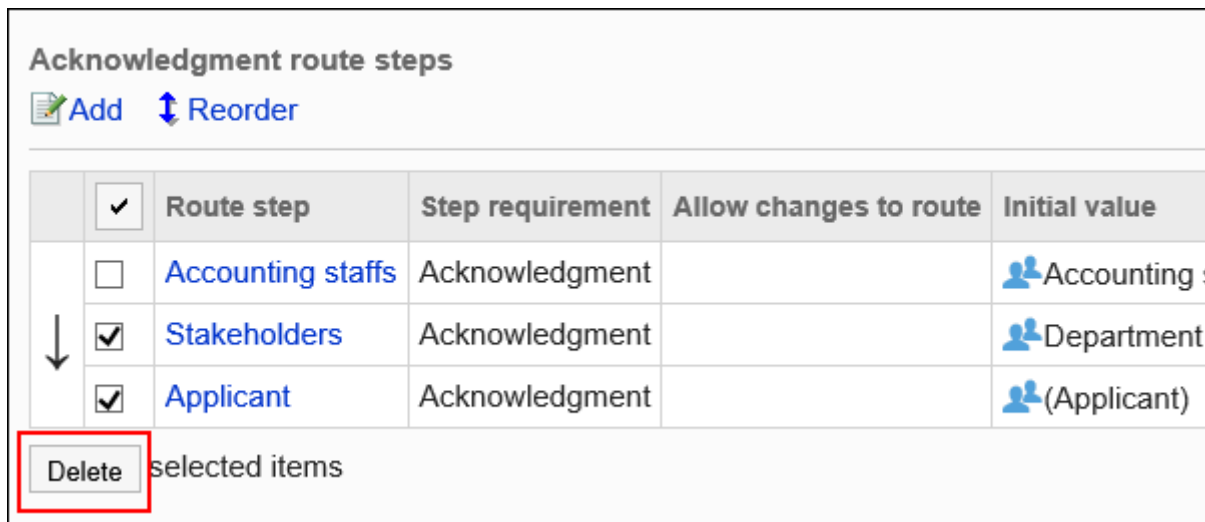 Acknowledgment route steps
Add Reorder
Route step Step requirement Allow changes to route Initial value
Accounting staffs Acknowledgment Accounting
Stakeholders Acknowledgment Department
Applicant Acknowledgment (Applicant)
Delete selected items